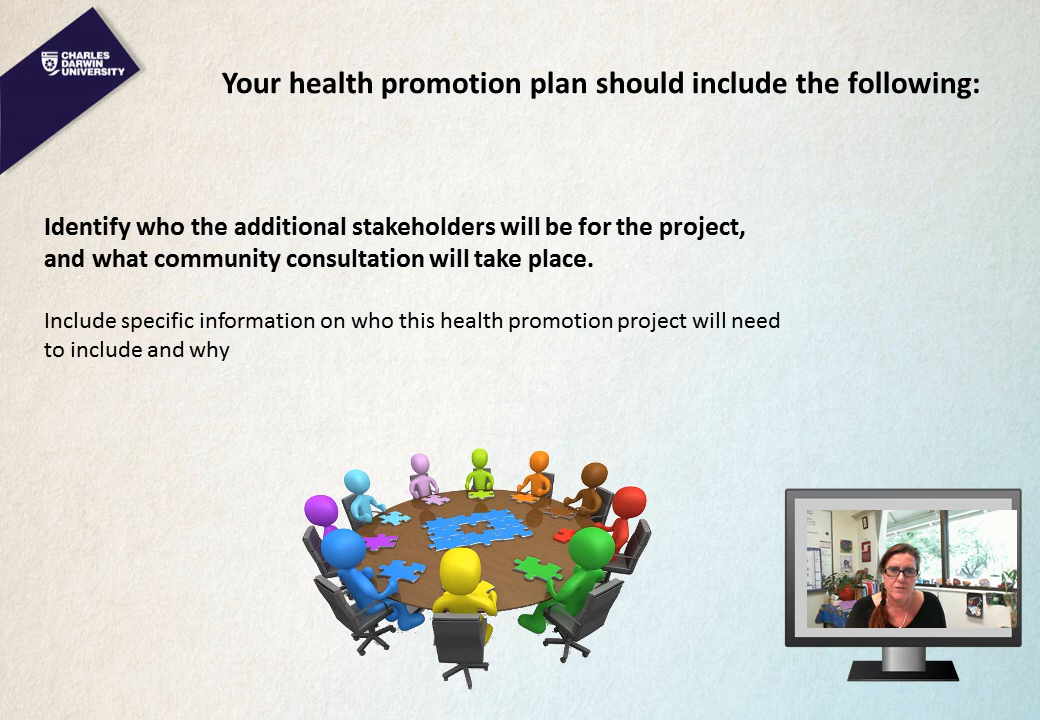 CHARLES
DARWIN
UNIVERSITY
Your health promotion plan should include the following:
Identify who the additional stakeholders will be for the project,
and what community consultation will take place.
Include specific information on who this health promotion project will need
to include and why